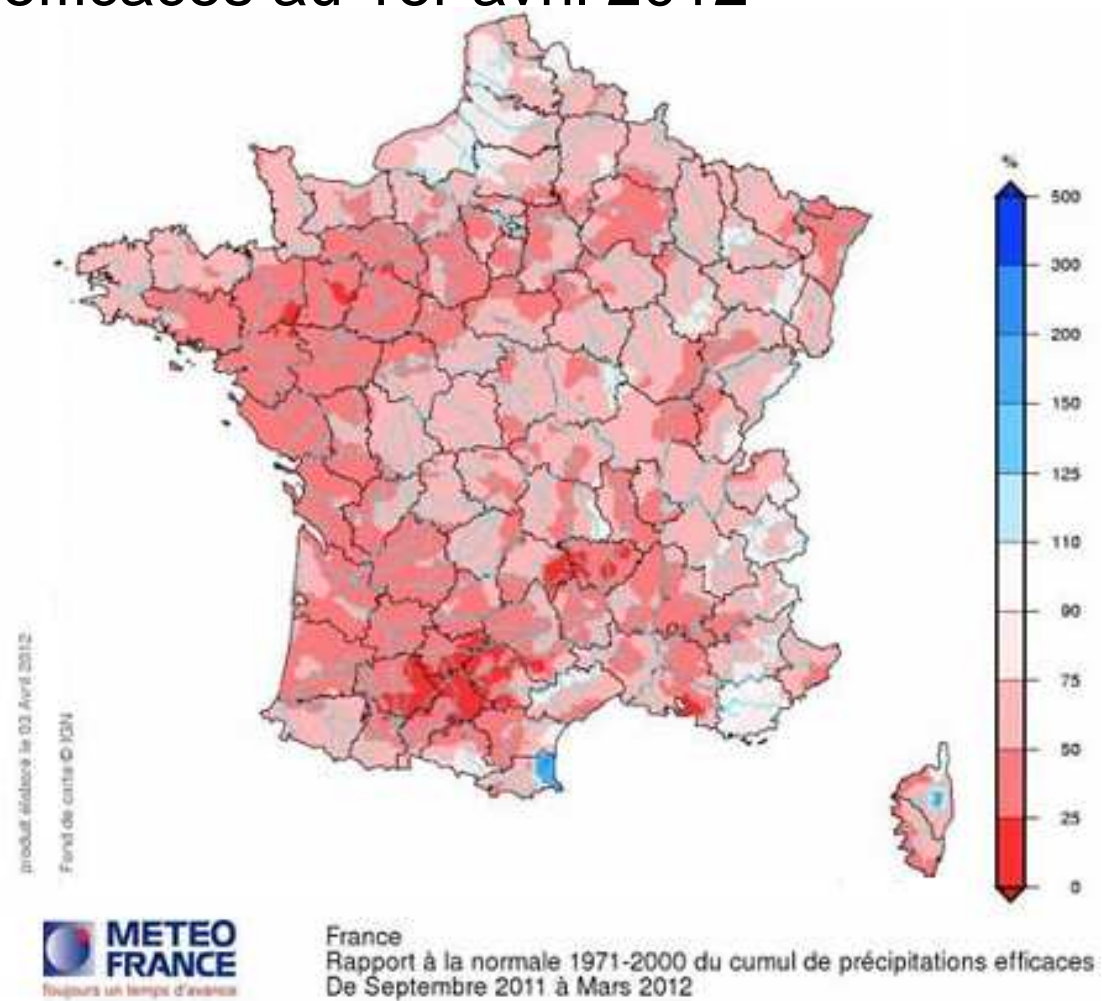 efficaces au 1er avril 2012
%
500
300
200
150
125
110
90
75
50
25
0
produit élaboré le 03 Avril 2012
Fond de carte © IGN
METEO
FRANCE
Toujours un temps d'avance
France
Rapport à la normale 1971-2000 du cumul de précipitations efficaces
De Septembre 2011 à Mars 2012